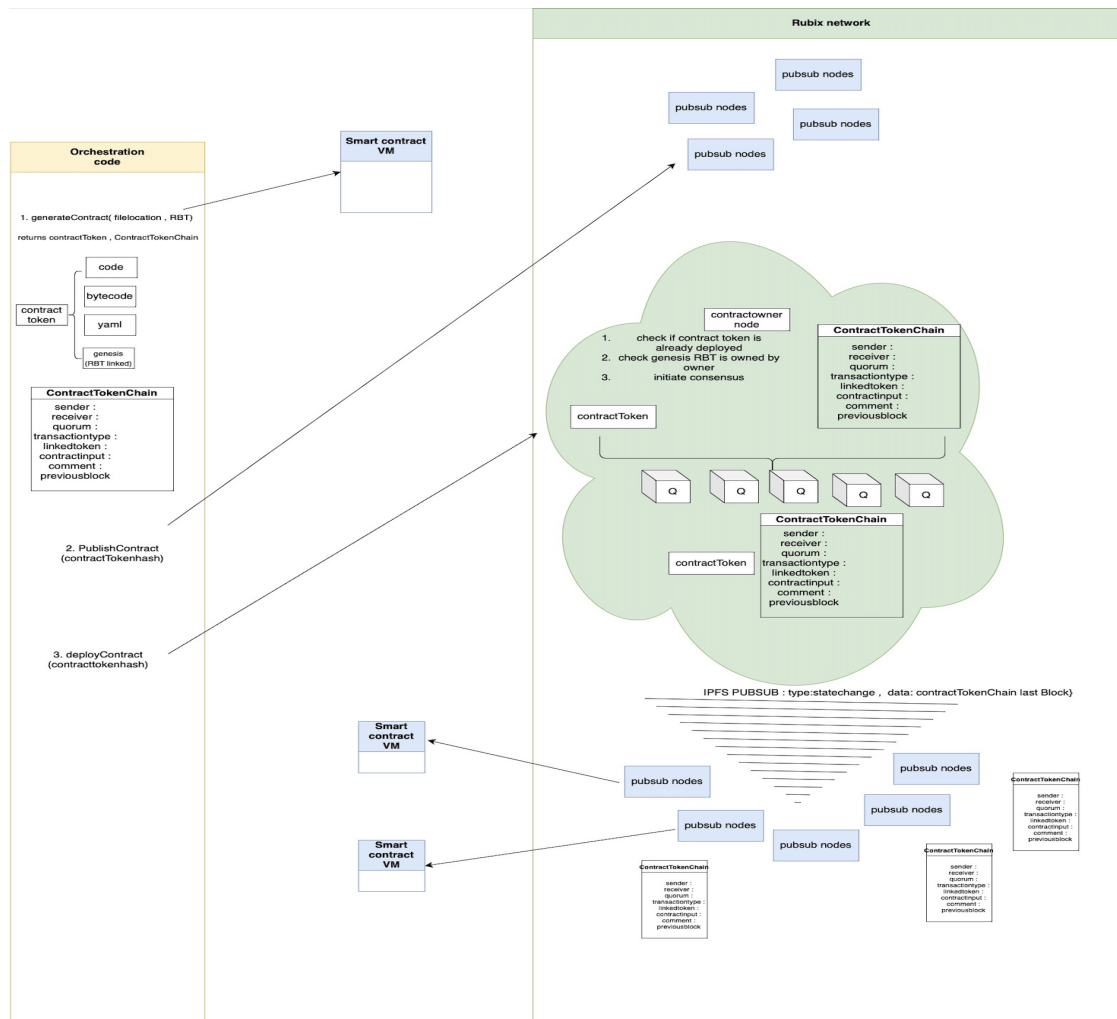 Rubix network
pubsub nodes
pubsub nodes
pubsub nodes
pubsub nodes
Orchestration
code
Smart contract
VM
1. generateContract( filelocation , RBT)
returns contractToken , ContractTokenChain
contract
token
code
bytecode
yaml
genesis
(RBT linked)
ContractTokenChain
sender :
receiver :
quorum :
transactiontype :
linkedtoken :
contractinput :
comment :
previousblock
2. PublishContract
(contractTokenhash)
3. deployContract
(contracttokenhash)
contractowner
node
1. check if contract token is
already deployed
2. check genesis RBT is owned by
owner
3. initiate consensus
ContractTokenChain
sender :
receiver :
quorum :
transactiontype :
linkedtoken :
contractinput :
comment :
previousblock
contractToken
Q
Q
Q
Q
Q
contractToken
ContractTokenChain
sender :
receiver :
quorum :
transactiontype :
linkedtoken :
contractinput :
comment :
previousblock
IPFS PUBSUB : type:statechange , data: contractTokenChain last Block}
Smart
contract
VM
Smart
contract
VM
pubsub nodes
pubsub nodes
pubsub nodes
pubsub nodes
pubsub nodes
ContractTokenChain
sender :
receiver :
quorum :
transactiontype :
linkedtoken :
contractinput :
comment :
previousblock
ContractTokenChain
sender :
receiver :
quorum :
transactiontype :
linkedtoken :
contractinput :
comment :
previousblock
ContractTokenChain
sender :
receiver :
quorum :
transactiontype :
linkedtoken :
contractinput :
comment :
previousblock